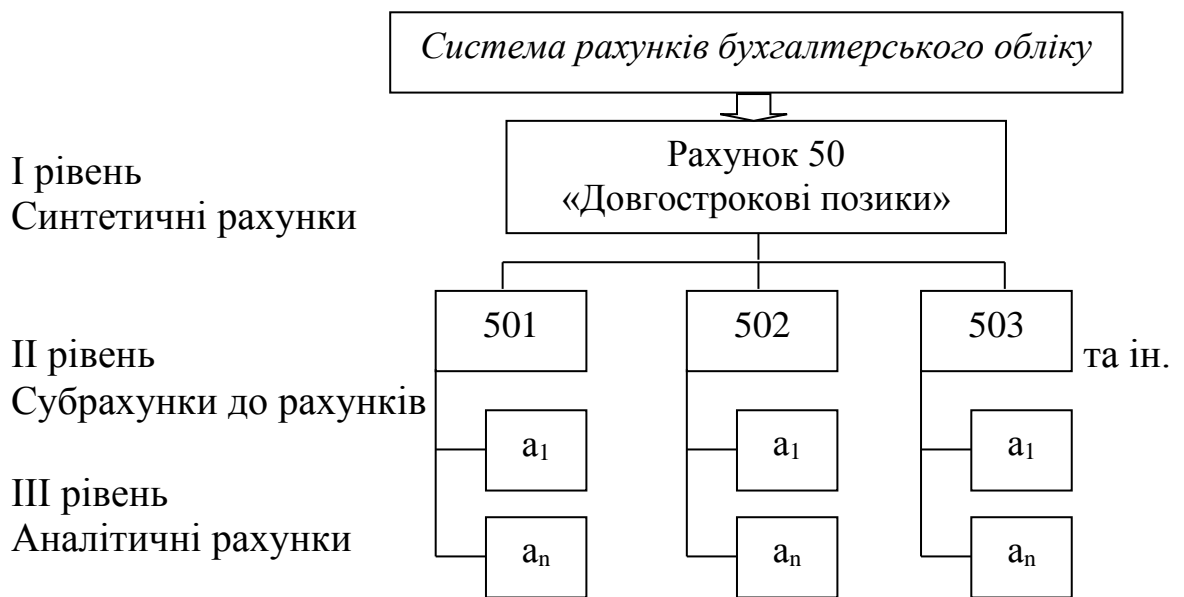 Система рахунків бухгалтерського обліку
Рахунок 50
«Довгострокові позики»
І рівень
Синтетичні рахунки
501
502
503
та ін.
ІІ рівень
Субрахунки до рахунків
a₁
a₁
a₁
ІІІ рівень
Аналітичні рахунки
aₙ
aₙ
aₙ